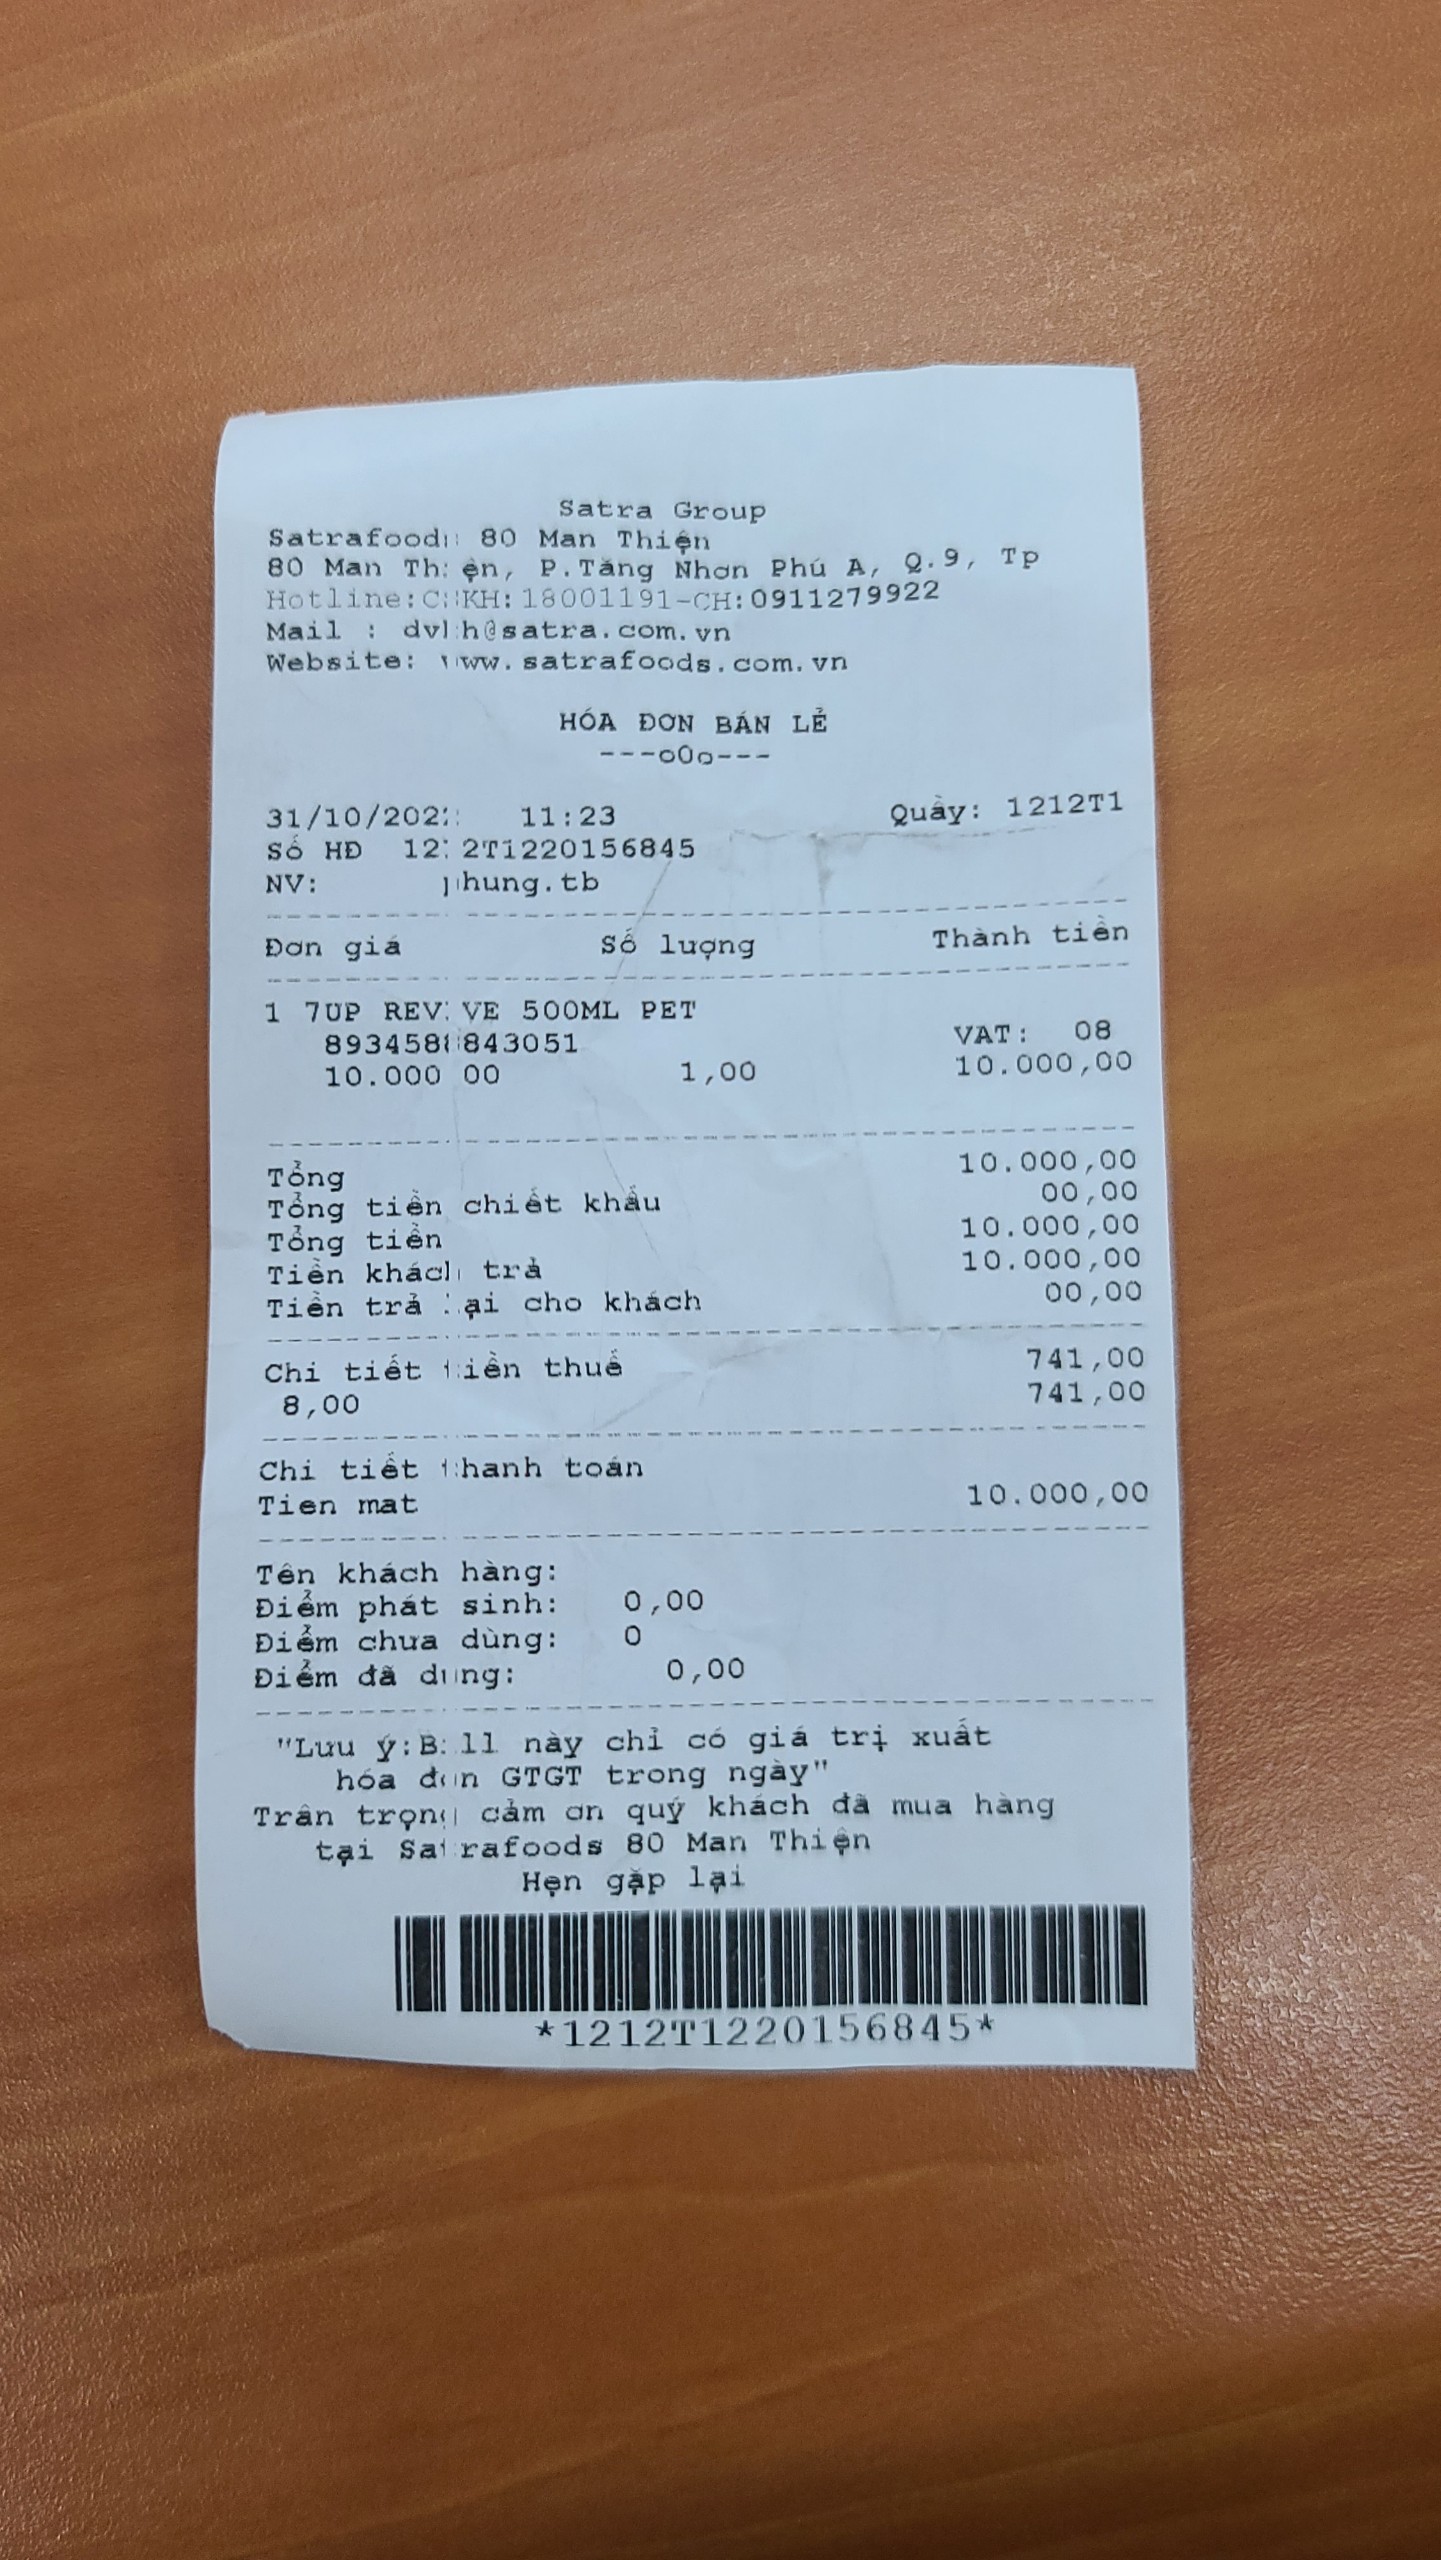 Satra Group
Satrafoods 80 Man Thiện
80 Man Thiện, P.Tăng Nhơn Phú A, Q.9, Tp
Hotline:CSKH:18001191-CH:0911279922
Mail : dvkh@satra.com.vn
Website: www.satrafoods.com.vn
HÓA ĐƠN BÁN LẺ
---oOo---
31/10/2022 11:23 Quầy: 1212T1
Số HĐ 1212T1220156845
NV: phung.tb
Đơn giá Số lượng Thành tiền
1 7UP REVIVE 500ML PET
8934588843051 VAT: 08
10.000,00 1,00 10.000,00
Tổng 10.000,00
Tổng tiền chiết khấu 00,00
Tổng tiền 10.000,00
Tiền khách trả 10.000,00
Tiền trả lại cho khách 00,00
Chi tiết tiền thuế 741,00
8,00 741,00
Chi tiết thanh toán
Tien mat 10.000,00
Tên khách hàng:
Điểm phát sinh: 0,00
Điểm chưa dùng: 0
Điểm đã dùng: 0,00
"Lưu ý:Bill này chỉ có giá trị xuất
hóa đơn GTGT trong ngày"
Trân trọng cảm ơn quý khách đã mua hàng
tại Satrafoods 80 Man Thiện
Hẹn gặp lại
*1212T1220156845*